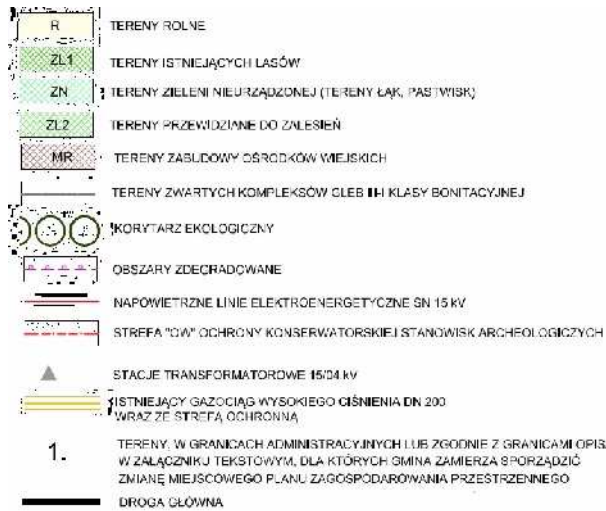 R TERENY ROLNE
ZL1 TERENY ISTNIEJĄCYCH LASÓW
ZN TERENY ZIELENI NIEURZĄDZONEJ (TERENY ŁĄK, PASTWISK)
ZL2 TERENY PRZEWIDZIANE DO ZALESIEŃ
MR TERENY ZABUDOWY OŚRODKÓW WIEJSKICH
TERENY ZWARTYCH KOMPLEKSÓW GLEB II-I KLASY BONITACYJNEJ
KORYTARZ EKOLOGICZNY
OBSZARY ZDEGRADOWANE
NAPOWIETRZNE LINIE ELEKTROENERGETYCZNE SN 15 kV
STREFA "OW" OCHRONY KONSERWATORSKIEJ STANOWISK ARCHEOLOGICZYCH
STACJE TRANSFORMATOROWE 15/04 kV
ISTNIEJĄCY GAZOCIĄG WYSOKIEGO CIŚNIENIA DN 200
WRAZ ZE STREFĄ OCHRONNĄ
1. TERENY, W GRANICACH ADMINISTRACYJNYCH LUB ZGODNIE Z GRANICAMI OPIS
W ZAŁĄCZNIKU TEKSTOWYM, DLA KTÓRYCH GMINA ZAMIERZA SPORZĄDZIĆ
ZMIANĘ MIEJSCOWEGO PLANU ZAGOSPODAROWANIA PRZESTRZENNEGO
DROGA GŁÓWNA